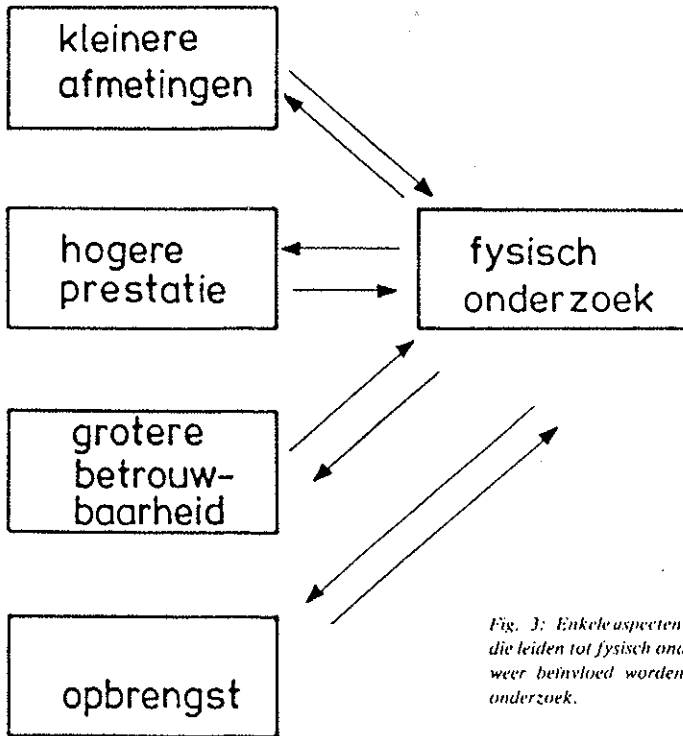 kleinere
afmetingen
hogere
prestatie
fysisch
onderzoek
grotere
betrouw-
baarheid
opbrengst
Fig. 3: Enkele aspecten
die leiden tot fysisch ond
weer beïnvloed worden
onderzoek.